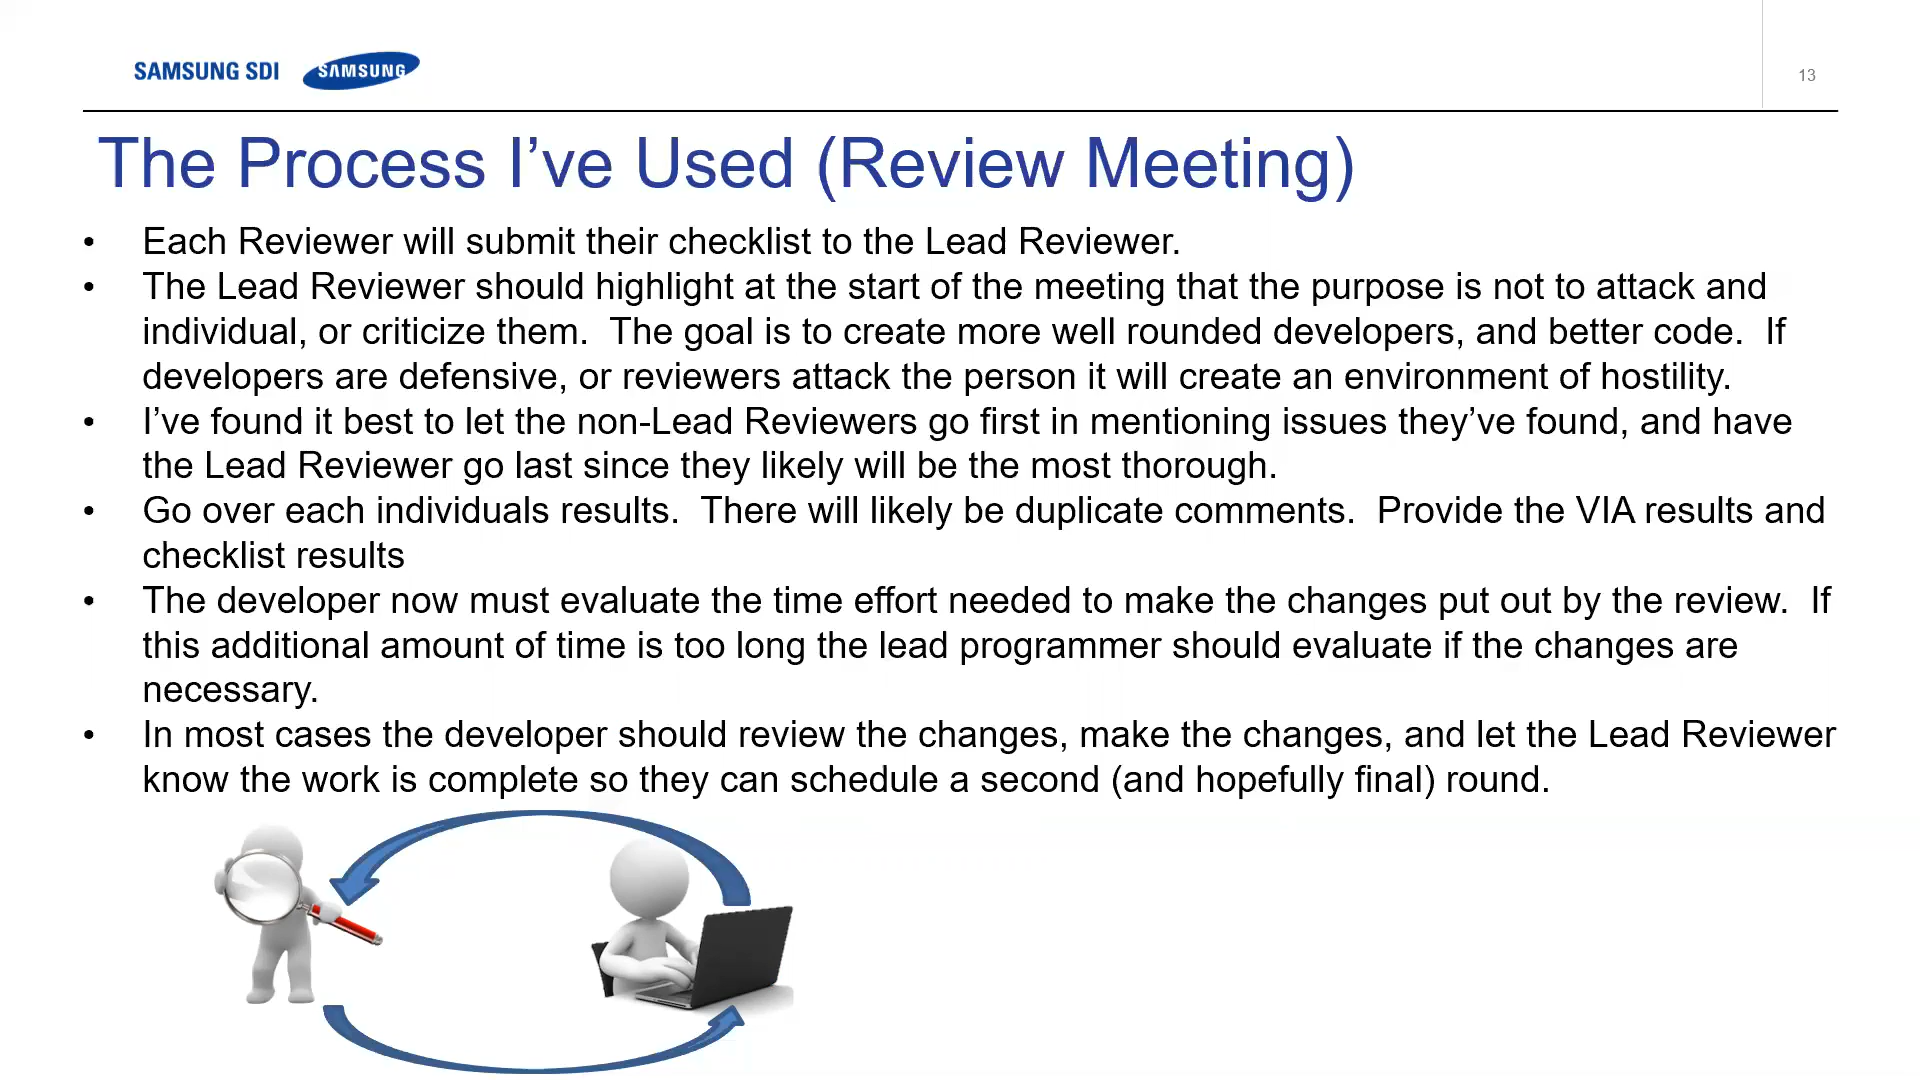 SAMSUNG SDI SAMSUNG
13
The Process I’ve Used (Review Meeting)
• Each Reviewer will submit their checklist to the Lead Reviewer.
• The Lead Reviewer should highlight at the start of the meeting that the purpose is not to attack and
individual, or criticize them.  The goal is to create more well rounded developers, and better code.  If
developers are defensive, or reviewers attack the person it will create an environment of hostility.
• I’ve found it best to let the non-Lead Reviewers go first in mentioning issues they’ve found, and have
the Lead Reviewer go last since they likely will be the most thorough.
• Go over each individuals results.  There will likely be duplicate comments.  Provide the VIA results and
checklist results
• The developer now must evaluate the time effort needed to make the changes put out by the review.  If
this additional amount of time is too long the lead programmer should evaluate if the changes are
necessary.
• In most cases the developer should review the changes, make the changes, and let the Lead Reviewer
know the work is complete so they can schedule a second (and hopefully final) round.